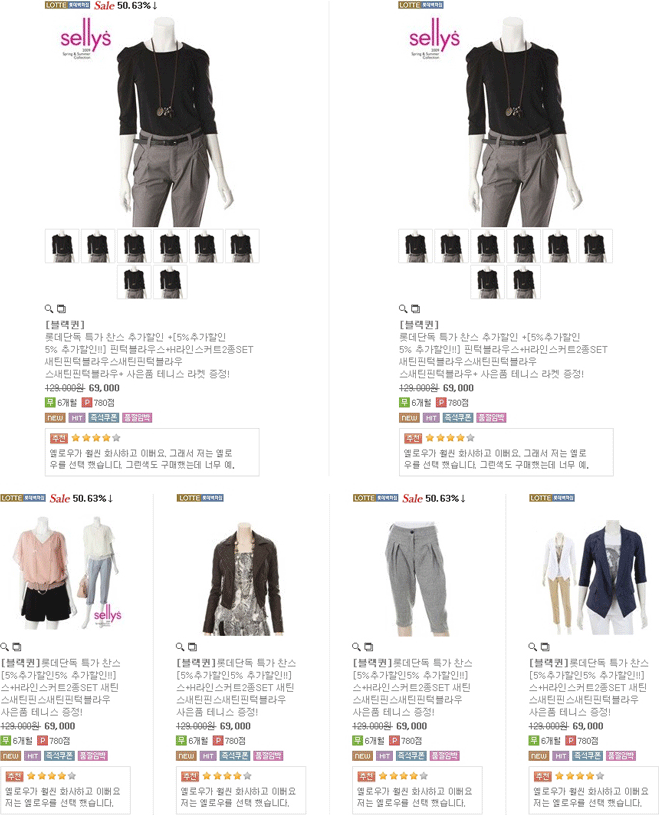 LOTTE 롯데백화점 Sale 50.63%↓
sellys
2009
Spring & Summer
Collection
[블랙퀸]
롯데단독 특가 찬스 추가할인 +[5%추가할인
5% 추가할인!!] 핀턱블라우스+H라인스커트2종SET
새틴핀턱블라우스새틴핀턱블라우
스새틴핀턱블라우+ 사은품 테니스 라켓 증정!
129,000원 69,000
무 6개월 P 780점
NEW HIT 즉석쿠폰 품절임박
추천
옐로우가 훨씬 화사하고 이뻐요. 그래서 저는 옐로
우를 선택 했습니다. 그린색도 구매했는데 너무 예.
LOTTE 롯데백화점
sellys
2009
Spring & Summer
Collection
[블랙퀸]
롯데단독 특가 찬스 추가할인 +[5%추가할인
5% 추가할인!!] 핀턱블라우스+H라인스커트2종SET
새틴핀턱블라우스새틴핀턱블라우
스새틴핀턱블라우+ 사은품 테니스 라켓 증정!
129,000원 69,000
무 6개월 P 780점
NEW HIT 즉석쿠폰 품절임박
추천
옐로우가 훨씬 화사하고 이뻐요. 그래서 저는 옐로
우를 선택 했습니다. 그린색도 구매했는데 너무 예.
LOTTE 롯데백화점 Sale 50.63%↓
sellys
[블랙퀸]롯데단독 특가 찬스
[5%추가할인5% 추가할인!!]
스+H라인스커트2종SET 새틴
스새틴핀스새틴핀턱블라우
사은품 테니스 증정!
129,000원 69,000
무 6개월 P 780점
NEW HIT 즉석쿠폰 품절임박
추천
옐로우가 훨씬 화사하고 이뻐요
저는 옐로우를 선택 했습니다.
LOTTE 롯데백화점
[블랙퀸]롯데단독 특가 찬스
[5%추가할인5% 추가할인!!]
스+H라인스커트2종SET 새틴
스새틴핀스새틴핀턱블라우
사은품 테니스 증정!
129,000원 69,000
무 6개월 P 780점
NEW HIT 즉석쿠폰 품절임박
추천
옐로우가 훨씬 화사하고 이뻐요
저는 옐로우를 선택 했습니다.
LOTTE 롯데백화점 Sale 50.63%↓
[블랙퀸]롯데단독 특가 찬스
[5%추가할인5% 추가할인!!]
스+H라인스커트2종SET 새틴
스새틴핀스새틴핀턱블라우
사은품 테니스 증정!
129,000원 69,000
무 6개월 P 780점
NEW HIT 즉석쿠폰 품절임박
추천
옐로우가 훨씬 화사하고 이뻐요
저는 옐로우를 선택 했습니다.
LOTTE 롯데백화점
[블랙퀸]롯데단독 특가 찬스
[5%추가할인5% 추가할인!!]
스+H라인스커트2종SET 새틴
스새틴핀스새틴핀턱블라우
사은품 테니스 증정!
129,000원 69,000
무 6개월 P 780점
NEW HIT 즉석쿠폰 품절임박
추천
옐로우가 훨씬 화사하고 이뻐요
저는 옐로우를 선택 했습니다.